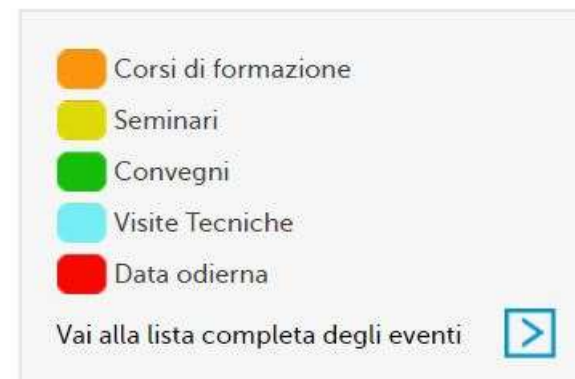 Corsi di formazione
Seminari
Convegni
Visite Tecniche
Data odierna
Vai alla lista completa degli eventi